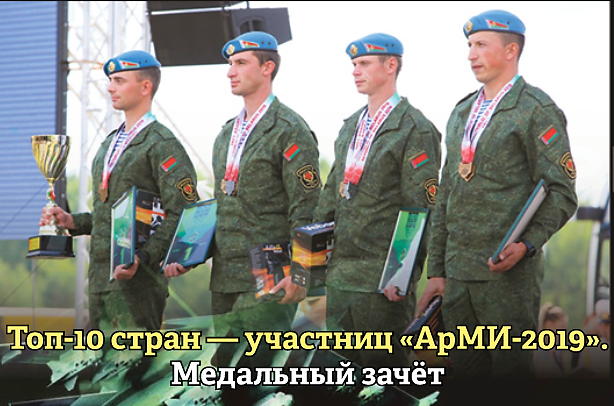 Топ-10 стран — участниц «АрМИ-2019».
Медальный зачёт